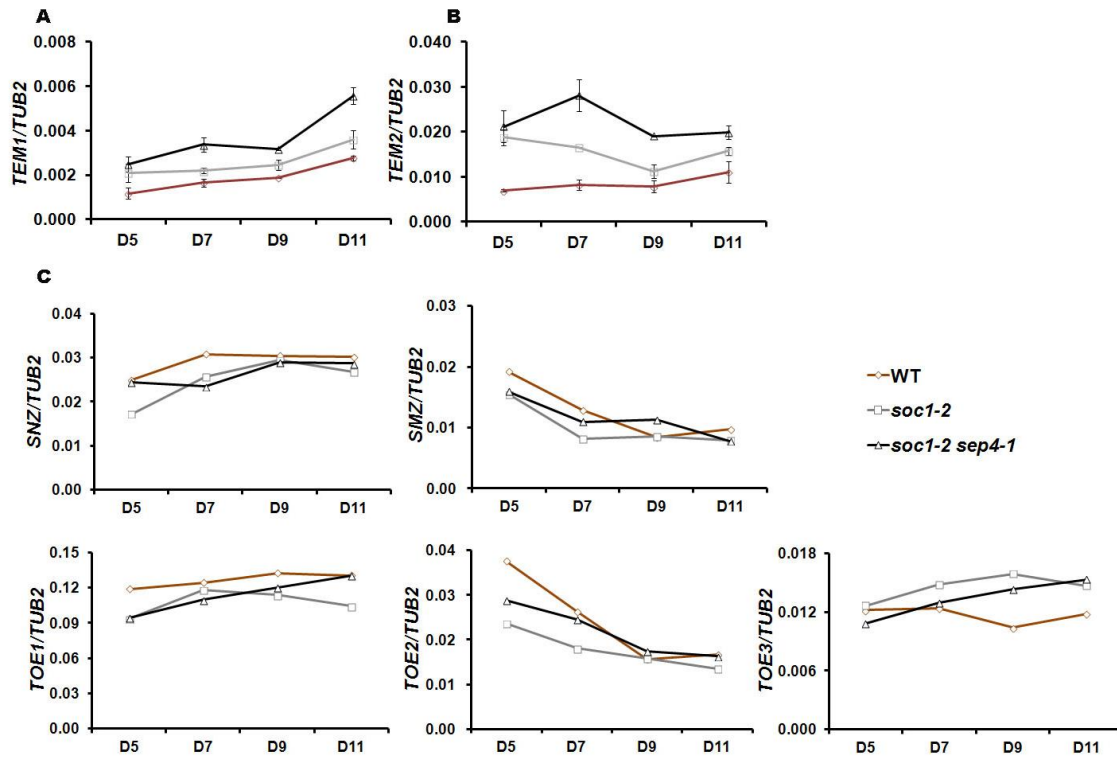 A
TEM1/TUB2
0.008
0.006
0.004
0.002
0.000
D5 D7 D9 D11
B
TEM2/TUB2
0.040
0.030
0.020
0.010
0.000
D5 D7 D9 D11
C
SNZ/TUB2
0.04
0.03
0.02
0.01
0.00
D5 D7 D9 D11
SMZ/TUB2
0.03
0.02
0.01
0.00
D5 D7 D9 D11
WT
soc1-2
soc1-2 sep4-1
TOE1/TUB2
0.15
0.12
0.09
0.06
0.03
0.00
D5 D7 D9 D11
TOE2/TUB2
0.04
0.03
0.02
0.01
0.00
D5 D7 D9 D11
TOE3/TUB2
0.018
0.012
0.006
0.000
D5 D7 D9 D11